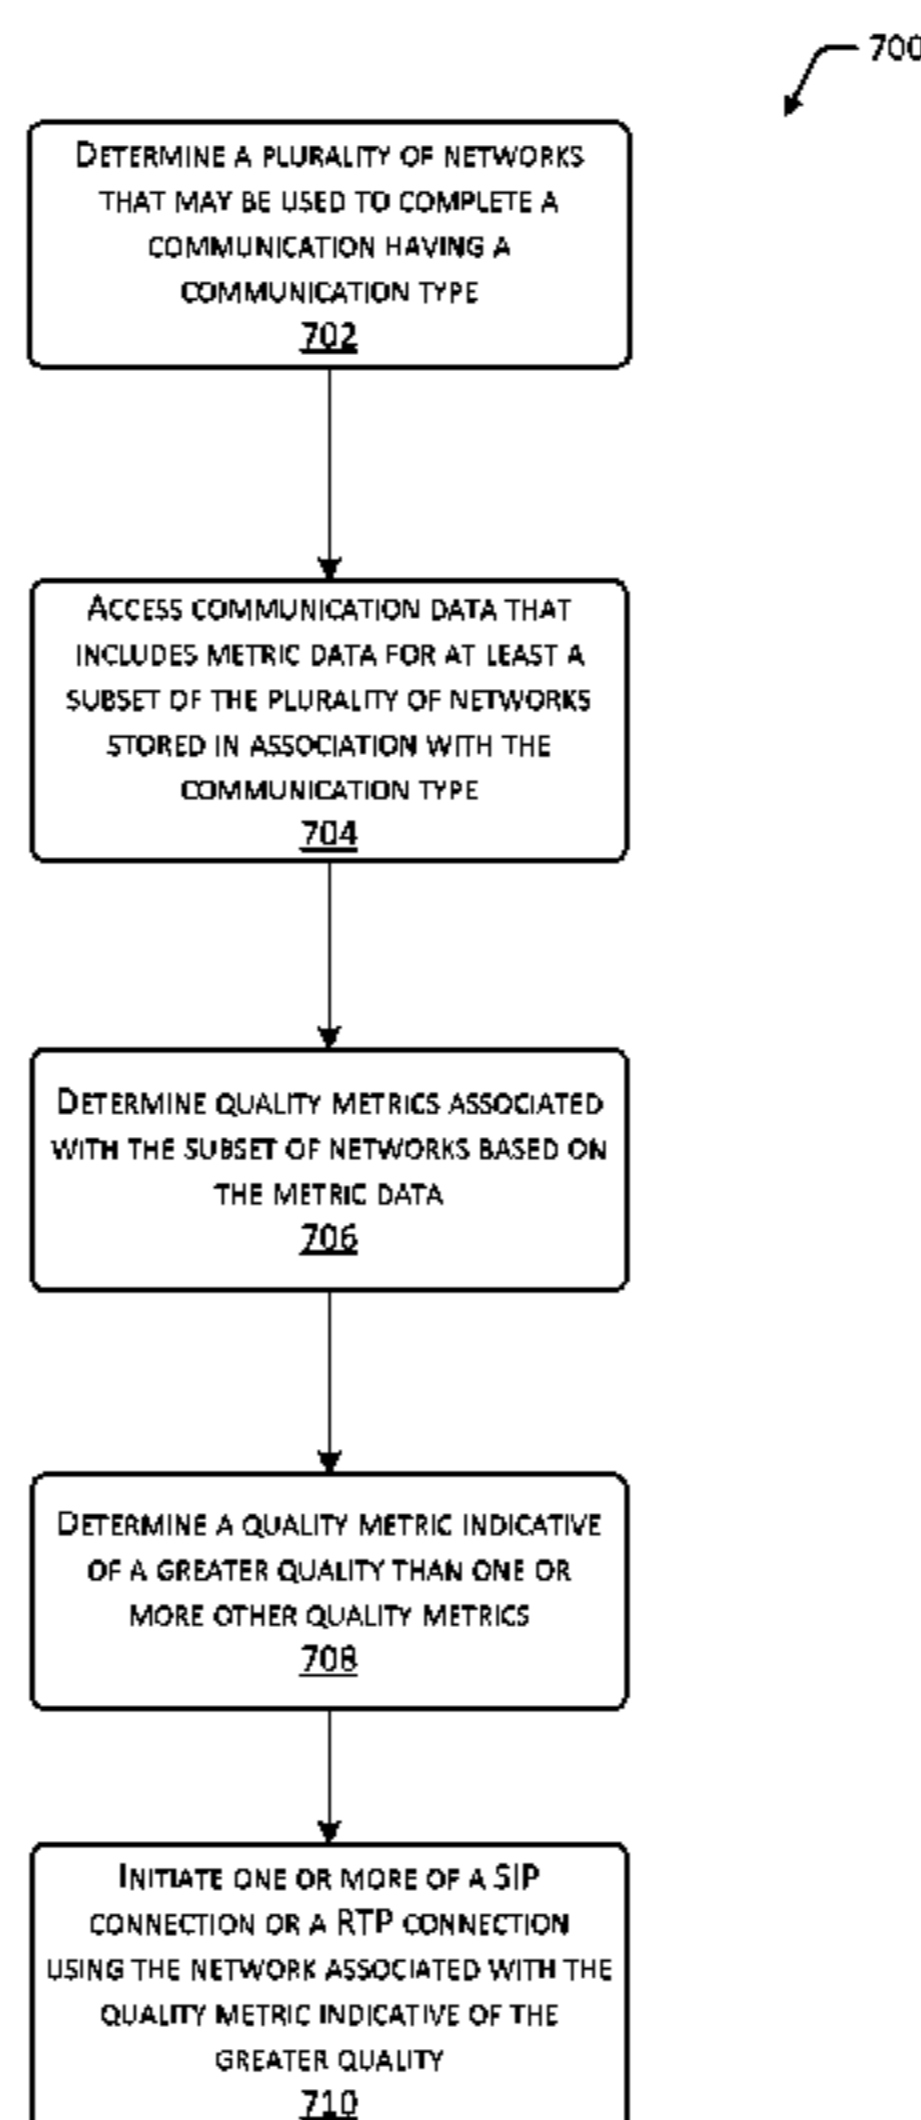 700
DETERMINE A PLURALITY OF NETWORKS
THAT MAY BE USED TO COMPLETE A
COMMUNICATION HAVING A
COMMUNICATION TYPE
702
ACCESS COMMUNICATION DATA THAT
INCLUDES METRIC DATA FOR AT LEAST A
SUBSET OF THE PLURALITY OF NETWORKS
STORED IN ASSOCIATION WITH THE
COMMUNICATION TYPE
704
DETERMINE QUALITY METRICS ASSOCIATED
WITH THE SUBSET OF NETWORKS BASED ON
THE METRIC DATA
706
DETERMINE A QUALITY METRIC INDICATIVE
OF A GREATER QUALITY THAN ONE OR
MORE OTHER QUALITY METRICS
708
INITIATE ONE OR MORE OF A SIP
CONNECTION OR A RTP CONNECTION
USING THE NETWORK ASSOCIATED WITH THE
QUALITY METRIC INDICATIVE OF THE
GREATER QUALITY
710